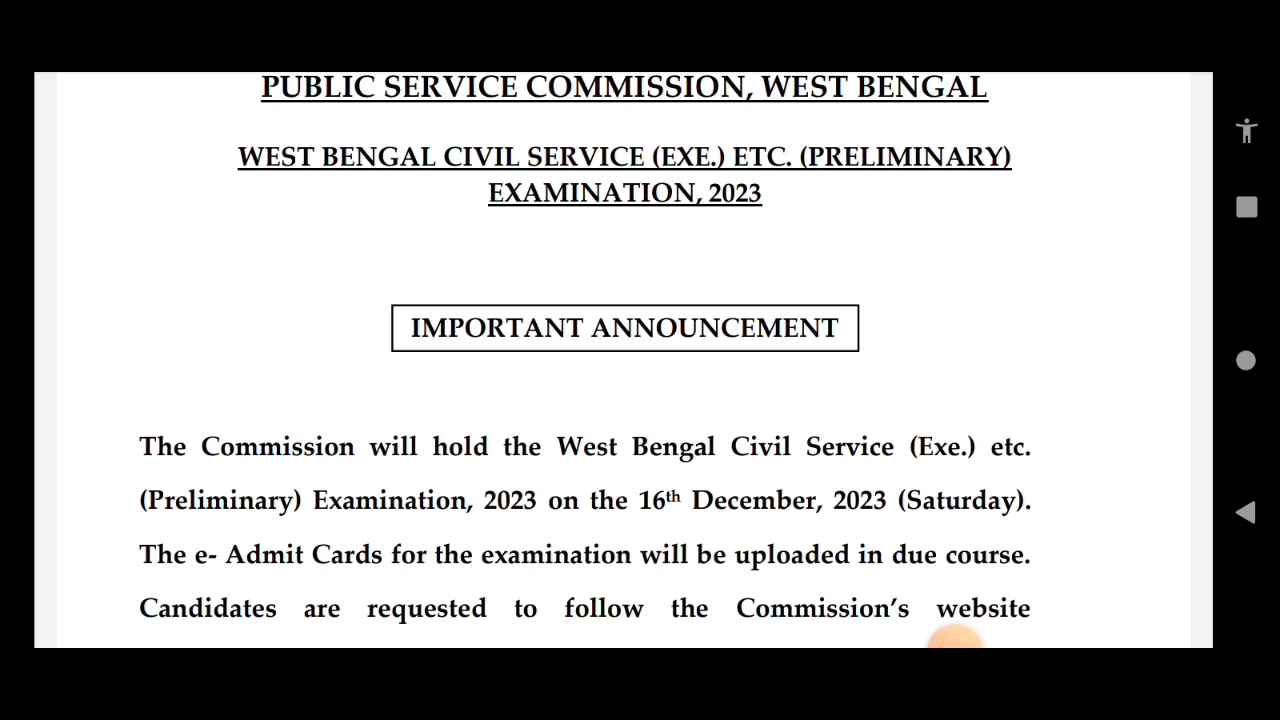 PUBLIC SERVICE COMMISSION, WEST BENGAL
WEST BENGAL CIVIL SERVICE (EXE.) ETC. (PRELIMINARY)
EXAMINATION, 2023
IMPORTANT ANNOUNCEMENT
The Commission will hold the West Bengal Civil Service (Exe.) etc.
(Preliminary) Examination, 2023 on the 16th December, 2023 (Saturday).
The e- Admit Cards for the examination will be uploaded in due course.
Candidates are requested to follow the Commission’s website